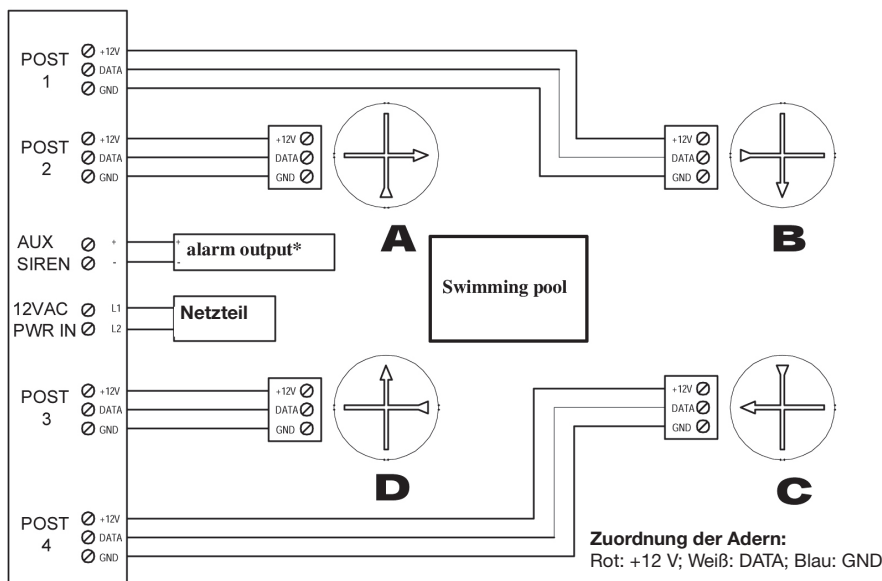 POST
1
+12V
DATA
GND
POST
2
+12V
DATA
GND
+12V
DATA
GND
A
+12V
DATA
GND
B
AUX
SIREN
+
-
+
-
alarm output*
Swimming pool
12VAC
PWR IN
L1
L2
Netzteil
POST
3
+12V
DATA
GND
+12V
DATA
GND
D
+12V
DATA
GND
C
POST
4
+12V
DATA
GND
Zuordnung der Adern:
Rot: +12 V; Weiß: DATA; Blau: GND